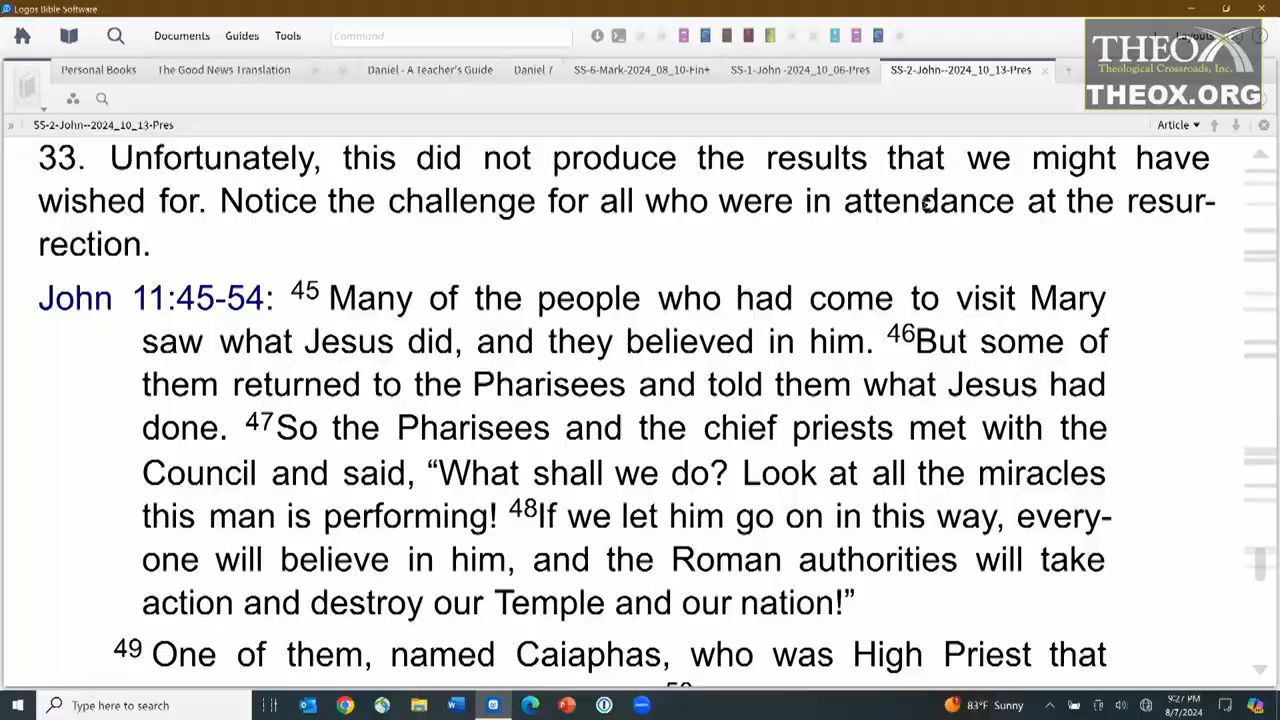 Logos Bible Software
Documents Guides Tools Command
THEOX
Theological Crossroads, Inc.
THEOX.ORG
Personal Books The Good News Translation Daniel 7 SS-6-Mark-2024_08_10-Fin+ SS-1-John -2024_10_06-Pres SS-2-John--2024_10_13-Pres
SS-2-John--2024_10_13-Pres Article
33. Unfortunately, this did not produce the results that we might have
wished for. Notice the challenge for all who were in attendance at the resur-
rection.
John 11:45-54: 45 Many of the people who had come to visit Mary
saw what Jesus did, and they believed in him. 46But some of
them returned to the Pharisees and told them what Jesus had
done. 47So the Pharisees and the chief priests met with the
Council and said, “What shall we do? Look at all the miracles
this man is performing! 48If we let him go on in this way, every-
one will believe in him, and the Roman authorities will take
action and destroy our Temple and our nation!”
49 One of them, named Caiaphas, who was High Priest that
Type here to search 83°F Sunny 9:27 PM
8/7/2024